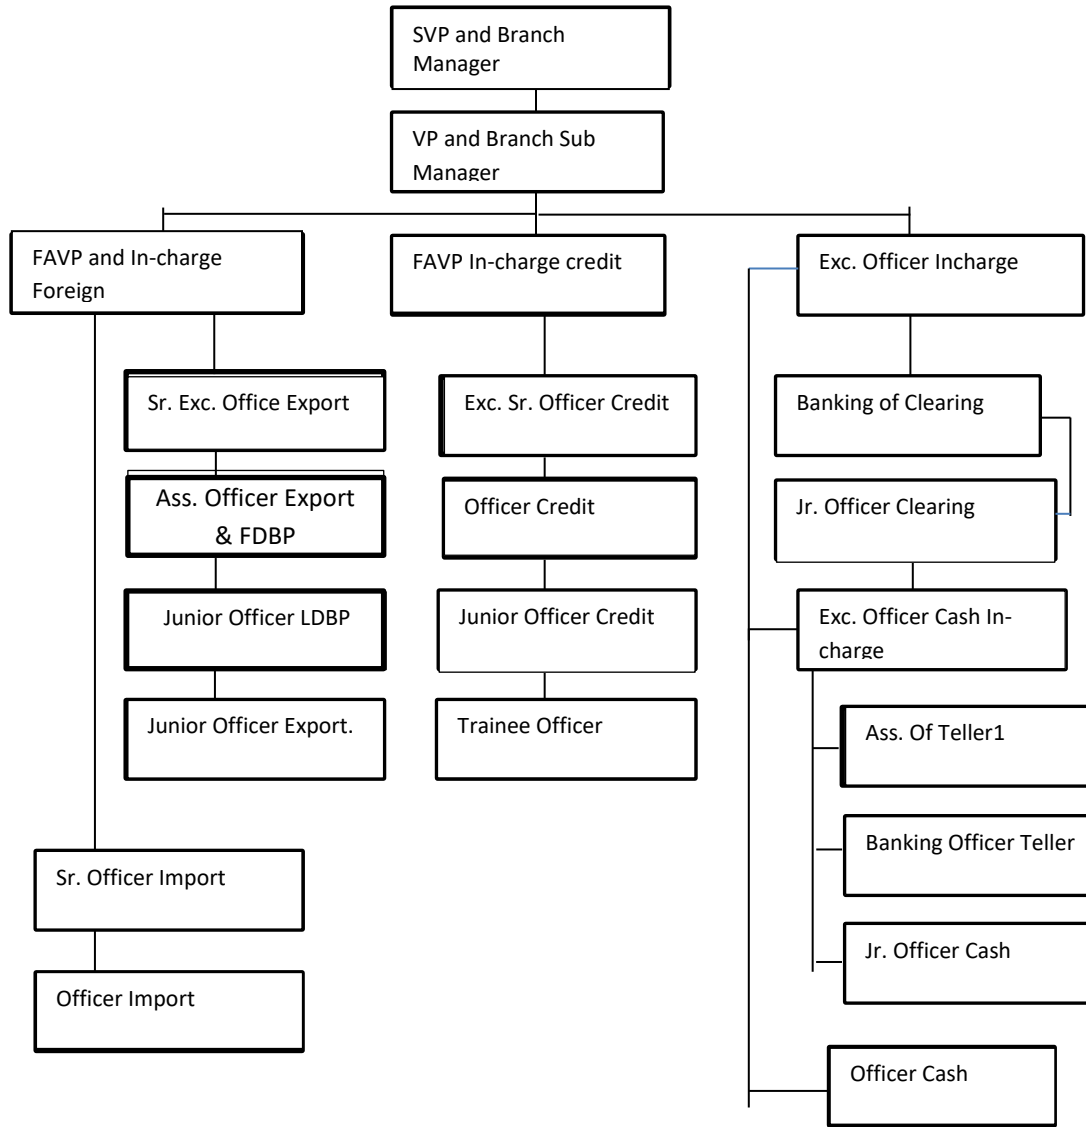 SVP and Branch
Manager
VP and Branch Sub
Manager
FAVP and In-charge
Foreign
FAVP In-charge credit
Exc. Officer Incharge
Sr. Exc. Office Export
Exc. Sr. Officer Credit
Banking of Clearing
Ass. Officer Export
& FDBP
Officer Credit
Jr. Officer Clearing
Junior Officer LDBP
Junior Officer Credit
Exc. Officer Cash In-
charge
Junior Officer Export.
Trainee Officer
Ass. Of Teller1
Banking Officer Teller
Sr. Officer Import
Jr. Officer Cash
Officer Import
Officer Cash